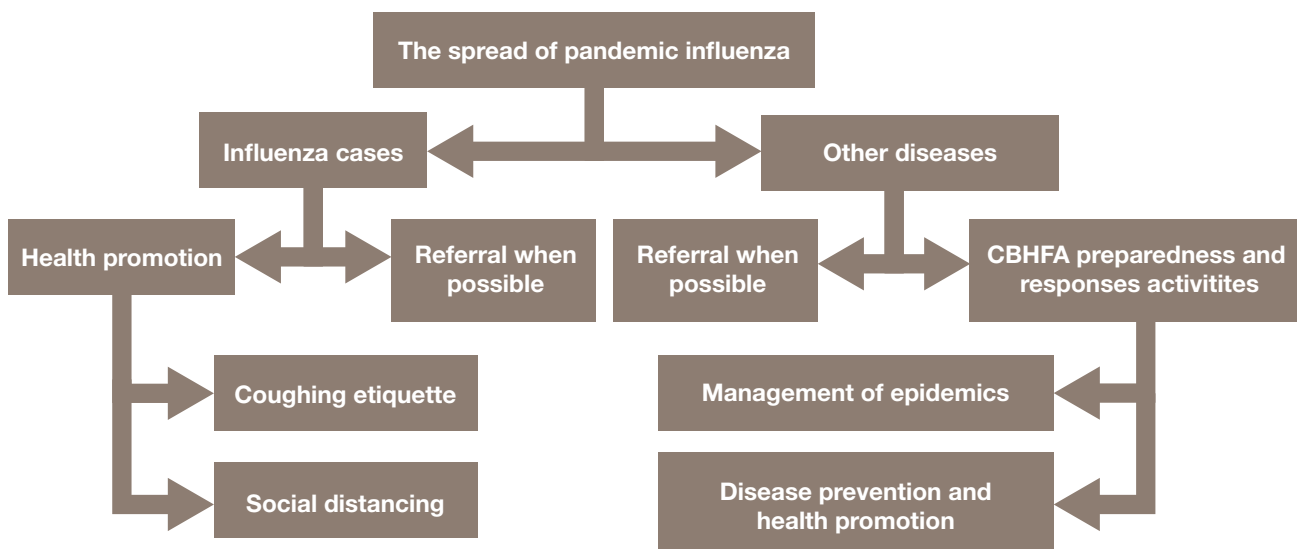 The spread of pandemic influenza
Influenza cases
Other diseases
Health promotion
Referral when
possible
Referral when
possible
CBHFA preparedness and
responses activitites
Coughing etiquette
Management of epidemics
Social distancing
Disease prevention and
health promotion